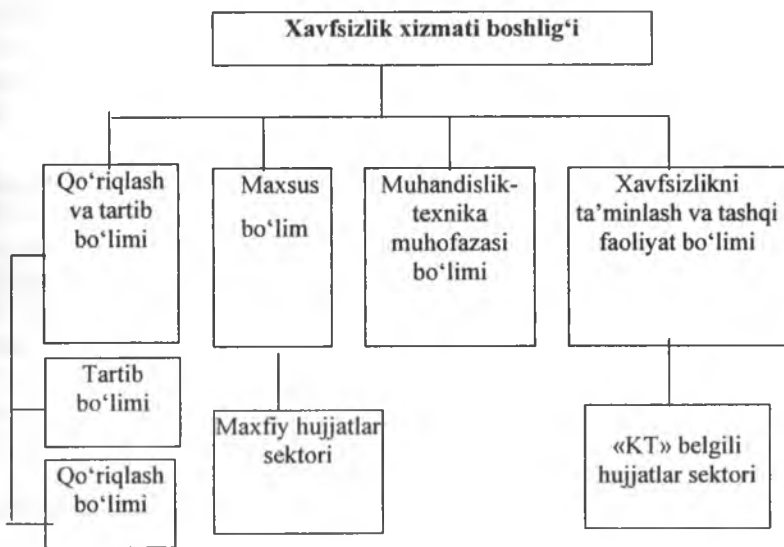 Xavfsizlik xizmati boshlig‘i
Qo‘riqlash
va tartib
bo‘limi
Maxsus
bo‘lim
Muhandislik-
texnika
muhofazasi
bo‘limi
Xavfsizlikni
ta’minlash va tashqi
faoliyat bo‘limi
Tartib
bo‘limi
Qo‘riqlash
bo‘limi
Maxfiy hujjatlar
sektori
«KT» belgili
hujjatlar sektori